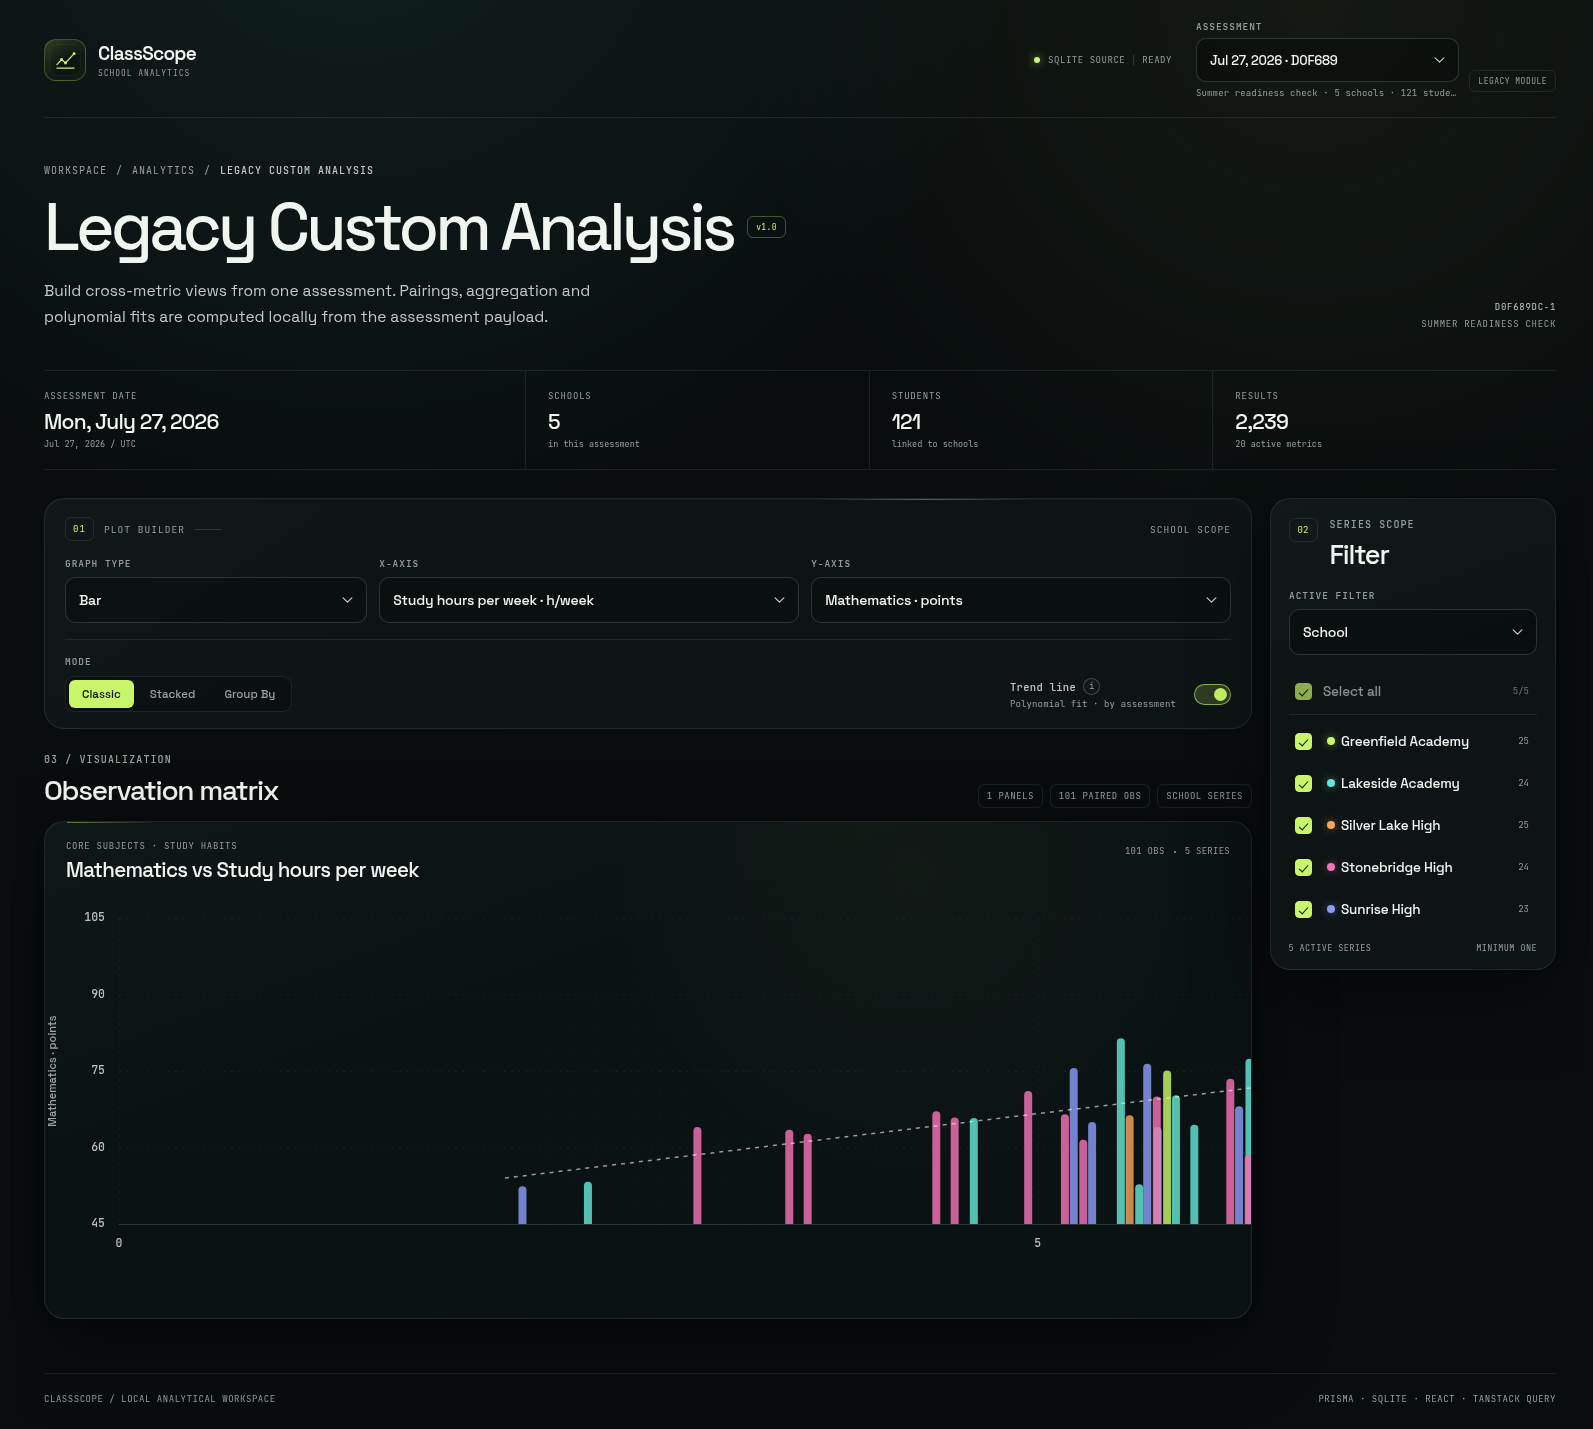 ClassScope
SCHOOL ANALYTICS
SQLITE SOURCE | READY
ASSESSMENT
Jul 27, 2026 · D0F689
Summer readiness check · 5 schools · 121 stude…
LEGACY MODULE
WORKSPACE / ANALYTICS / LEGACY CUSTOM ANALYSIS
Legacy Custom Analysis
v1.0
Build cross-metric views from one assessment. Pairings, aggregation and
polynomial fits are computed locally from the assessment payload.
D0F689DC-1
SUMMER READINESS CHECK
ASSESSMENT DATE
Mon, July 27, 2026
Jul 27, 2026 / UTC
SCHOOLS
5
in this assessment
STUDENTS
121
linked to schools
RESULTS
2,239
20 active metrics
01 PLOT BUILDER
SCHOOL SCOPE
GRAPH TYPE
Bar
X-AXIS
Study hours per week · h/week
Y-AXIS
Mathematics · points
MODE
Classic Stacked Group By
Trend line i
Polynomial fit · by assessment
02 SERIES SCOPE
Filter
ACTIVE FILTER
School
Select all 5/5
Greenfield Academy 25
Lakeside Academy 24
Silver Lake High 25
Stonebridge High 24
Sunrise High 23
5 ACTIVE SERIES MINIMUM ONE
03 / VISUALIZATION
Observation matrix
1 PANELS 101 PAIRED OBS SCHOOL SERIES
CORE SUBJECTS · STUDY HABITS
Mathematics vs Study hours per week
101 OBS · 5 SERIES
105
90
75
60
45
Mathematics · points
0 5
CLASSSCOPE / LOCAL ANALYTICAL WORKSPACE
PRISMA · SQLITE · REACT · TANSTACK QUERY